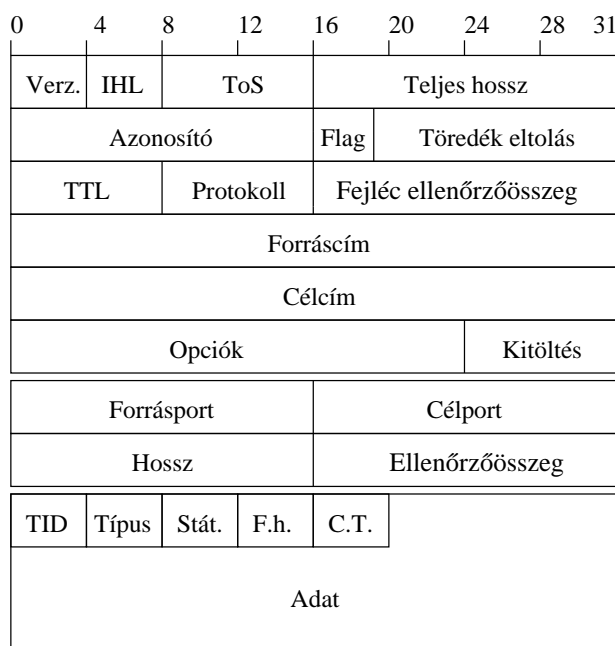 0 4 8 12 16 20 24 28 31
Verz. IHL ToS Teljes hossz
Azonosító Flag Töredék eltolás
TTL Protokoll Fejléc ellenőrzőösszeg
Forráscím
Célcím
Opciók Kitöltés
Forrásport Célport
Hossz Ellenőrzőösszeg
TID Típus Stát. F.h. C.T.
Adat